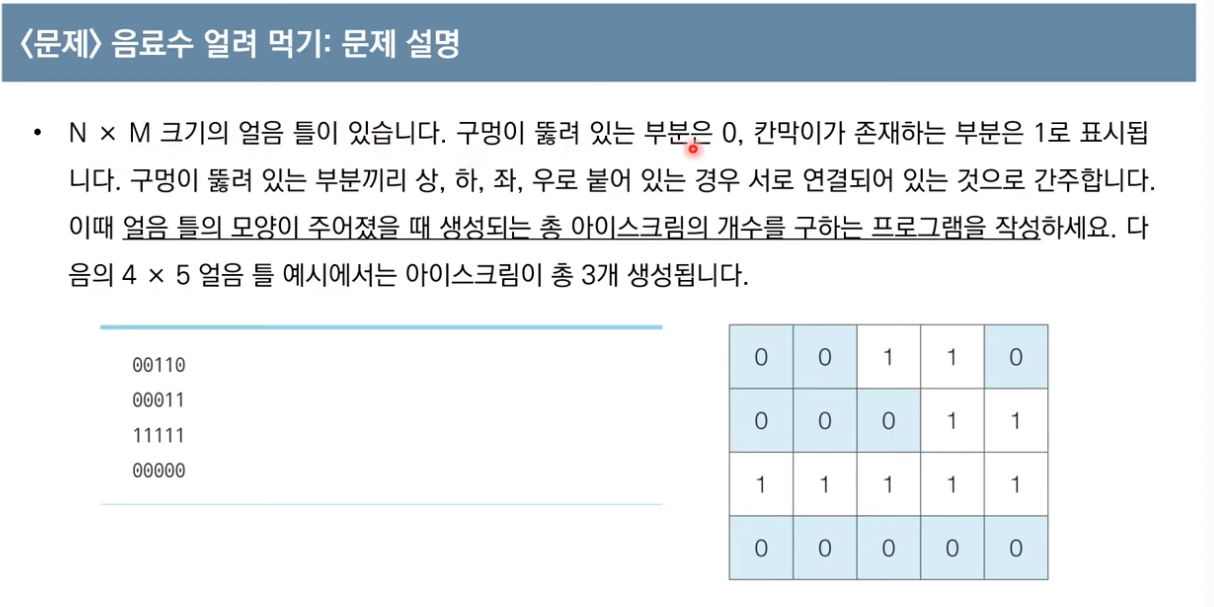 <문제> 음료수 얼려 먹기: 문제 설명
• N × M 크기의 얼음 틀이 있습니다. 구멍이 뚫려 있는 부분은 0, 칸막이가 존재하는 부분은 1로 표시됩
니다. 구멍이 뚫려 있는 부분끼리 상, 하, 좌, 우로 붙어 있는 경우 서로 연결되어 있는 것으로 간주합니다.
이때 얼음 틀의 모양이 주어졌을 때 생성되는 총 아이스크림의 개수를 구하는 프로그램을 작성하세요. 다
음의 4 × 5 얼음 틀 예시에서는 아이스크림이 총 3개 생성됩니다.
00110
00011
11111
00000
0 0 1 1 0
0 0 0 1 1
1 1 1 1 1
0 0 0 0 0